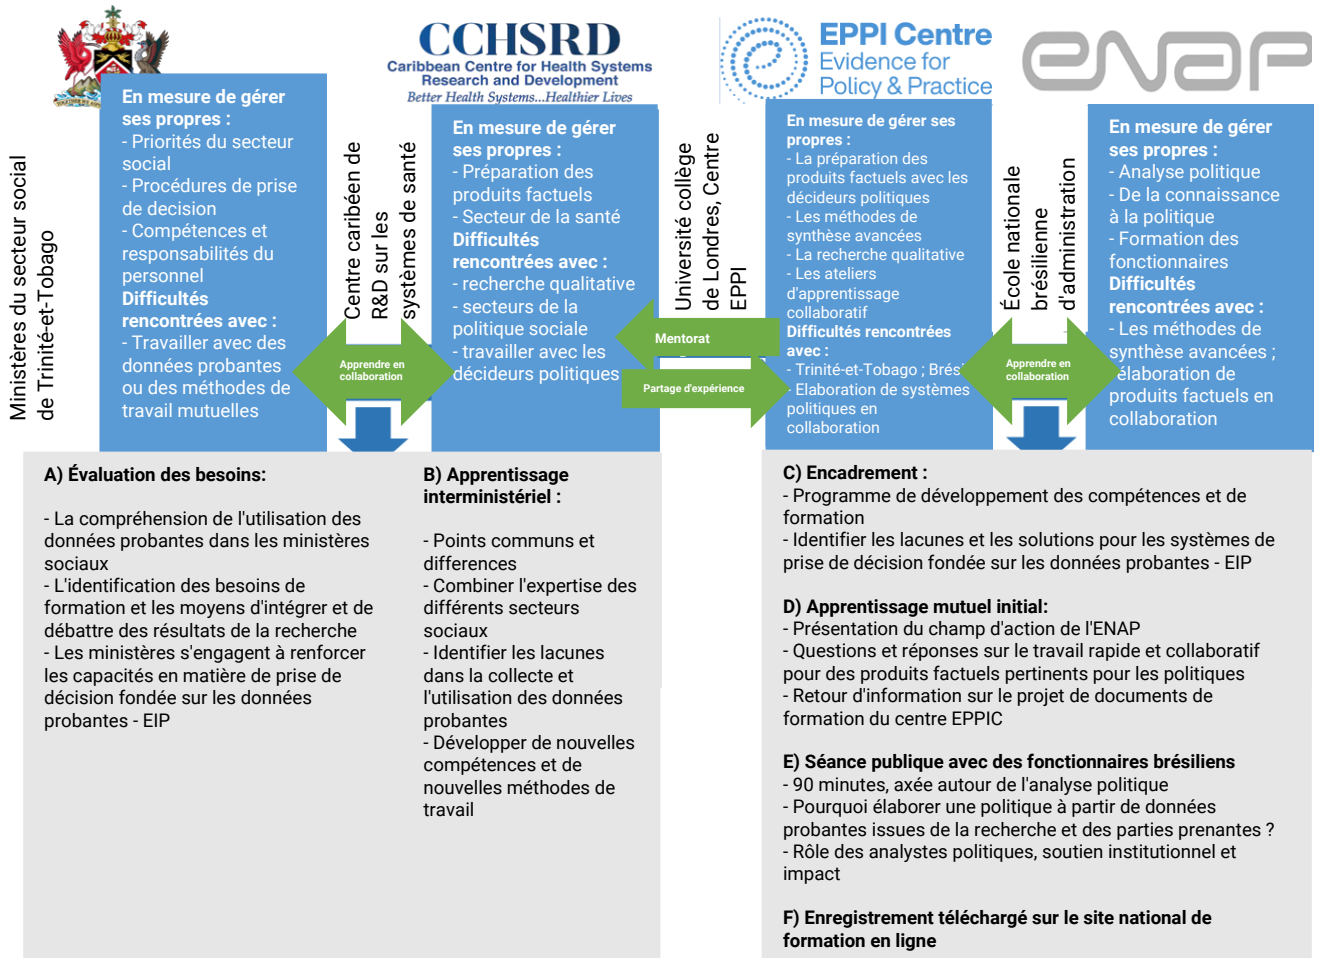 CCHSRD
Caribbean Centre for Health Systems
Research and Development
Better Health Systems...Healthier Lives
EPPI Centre
Evidence for
Policy & Practice
enap
Ministères du secteur social
de Trinité-et-Tobago
En mesure de gérer
ses propres :
- Priorités du secteur
social
- Procédures de prise
de decision
- Compétences et
responsabilités du
personnel
Difficultés
rencontrées avec :
- Travailler avec des
données probantes
ou des méthodes de
travail mutuelles
Apprendre en
collaboration
Centre caribéen de
R&D sur les
systèmes de santé
En mesure de gérer
ses propres :
- Préparation des
produits factuels
- Secteur de la santé
Difficultés
rencontrées avec :
- recherche qualitative
- secteurs de la
politique sociale
- travailler avec les
décideurs politiques
Mentorat
Partage d'expérience
Université collège
de Londres, Centre
EPPI
En mesure de gérer ses
propres :
- La préparation des
produits factuels avec les
décideurs politiques
- Les méthodes de
synthèse avancées
- La recherche qualitative
- Les ateliers
d'apprentissage
collaboratif
Difficultés rencontrées
avec :
- Trinité-et-Tobago ; Brés
- Elaboration de systèmes
politiques en
collaboration
Apprendre en
collaboration
École nationale
brésilienne
d'administration
En mesure de gérer
ses propres :
- Analyse politique
- De la connaissance
à la politique
- Formation des
fonctionnaires
Difficultés
rencontrées avec :
- Les méthodes de
synthèse avancées ;
élaboration de
produits factuels en
collaboration
A) Évaluation des besoins:
- La compréhension de l'utilisation des
données probantes dans les ministères
sociaux
- L'identification des besoins de
formation et les moyens d'intégrer et de
débattre des résultats de la recherche
- Les ministères s'engagent à renforcer
les capacités en matière de prise de
décision fondée sur les données
probantes - EIP
B) Apprentissage
interministériel :
- Points communs et
differences
- Combiner l'expertise des
différents secteurs
sociaux
- Identifier les lacunes
dans la collecte et
l'utilisation des données
probantes
- Développer de nouvelles
compétences et de
nouvelles méthodes de
travail
C) Encadrement :
- Programme de développement des compétences et de
formation
- Identifier les lacunes et les solutions pour les systèmes de
prise de décision fondée sur les données probantes - EIP
D) Apprentissage mutuel initial:
- Présentation du champ d'action de l'ENAP
- Questions et réponses sur le travail rapide et collaboratif
pour des produits factuels pertinents pour les politiques
- Retour d'information sur le projet de documents de
formation du centre EPPIC
E) Séance publique avec des fonctionnaires brésiliens
- 90 minutes, axée autour de l'analyse politique
- Pourquoi élaborer une politique à partir de données
probantes issues de la recherche et des parties prenantes ?
- Rôle des analystes politiques, soutien institutionnel et
impact
F) Enregistrement téléchargé sur le site national de
formation en ligne